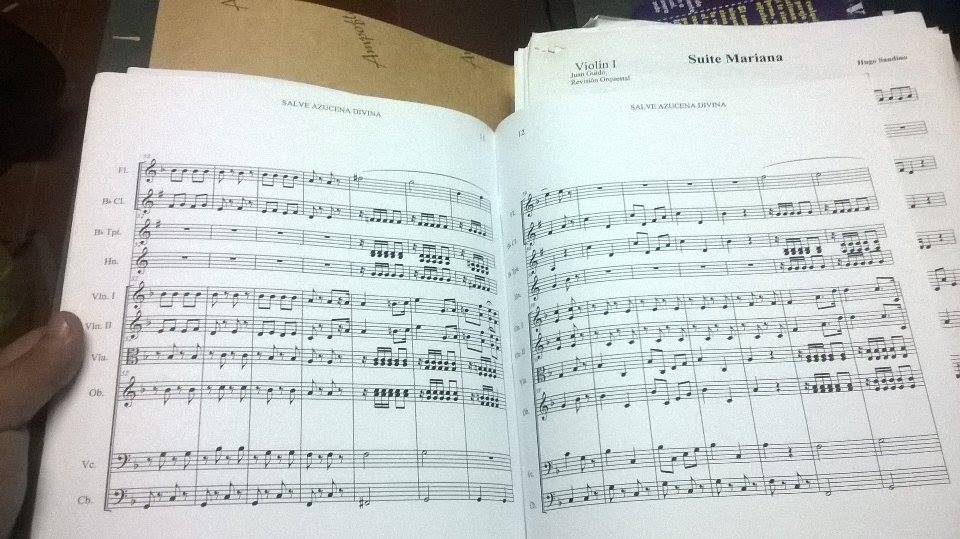 SALVE AZUCENA DIVINA
11
Fl.
B♭ Cl.
B♭ Tpt.
Hn.
Vln. I
Vln. II
Vla.
Ob.
Vc.
Cb.
12
SALVE AZUCENA DIVINA
Fl.
B♭ Cl.
B♭ Tpt.
Hn.
Vln. I
Vln. II
Vla.
Ob.
Vc.
Cb.
Violin I
Juan Guido,
Revisión Orquestal
Suite Mariana
Hugo Sandino